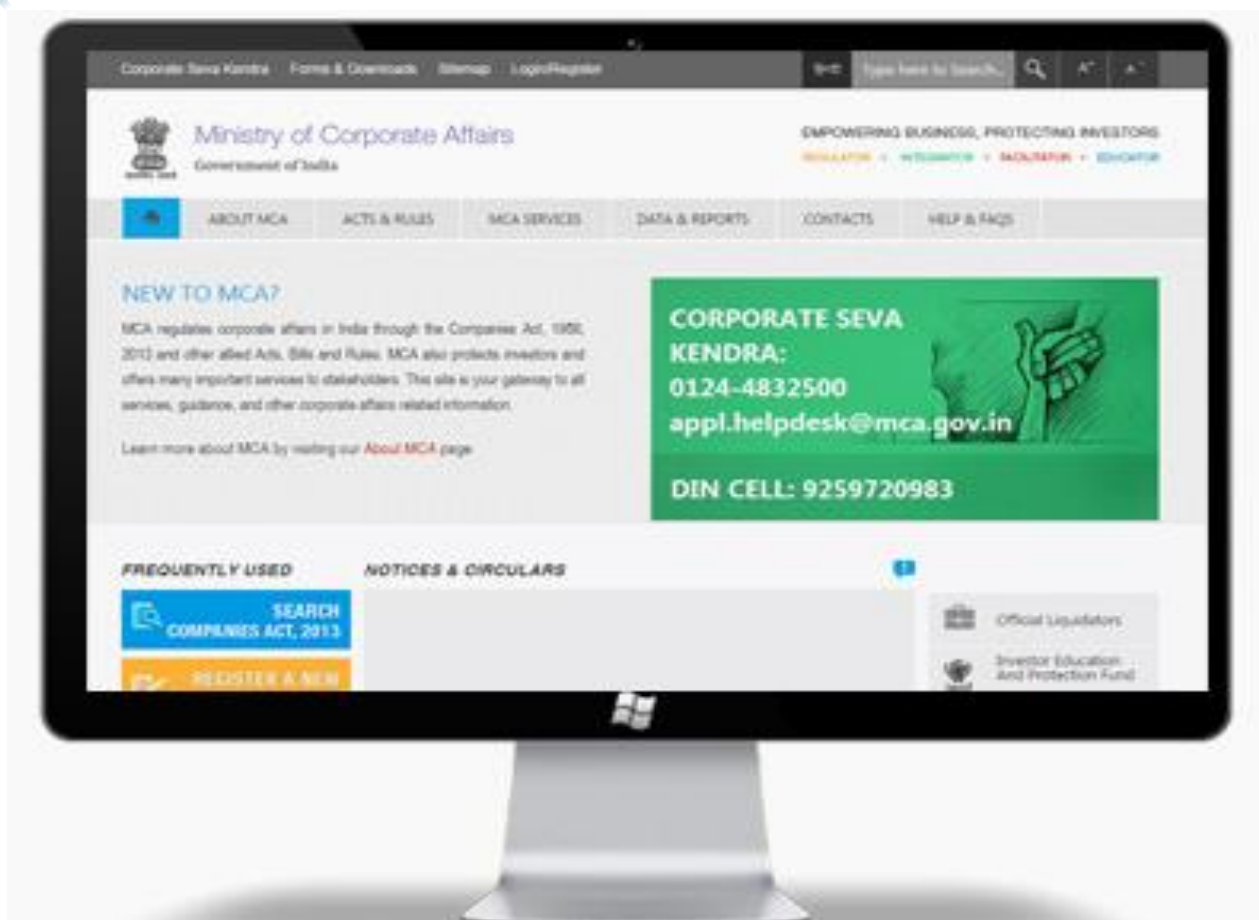 Corporate Seva Kendra Forms & Downloads Sitemap Login/Register
हिन्दी Type here to Search...
A+ A-
Ministry of Corporate Affairs
Government of India
EMPOWERING BUSINESS, PROTECTING INVESTORS
REGULATOR • INTEGRATOR • FACILITATOR • EDUCATOR
ABOUT MCA ACTS & RULES MCA SERVICES DATA & REPORTS CONTACTS HELP & FAQS
NEW TO MCA?
MCA regulates corporate affairs in India through the Companies Act, 1956,
2013 and other allied Acts, Bills and Rules. MCA also protects investors and
offers many important services to stakeholders. This site is your gateway to all
services, guidance, and other corporate affairs related information.
Learn more about MCA by visiting our About MCA page
CORPORATE SEVA
KENDRA:
0124-4832500
appl.helpdesk@mca.gov.in
DIN CELL: 9259720983
FREQUENTLY USED
SEARCH
COMPANIES ACT, 2013
REGISTER A NEW
NOTICES & CIRCULARS
Official Liquidators
Investor Education
And Protection Fund